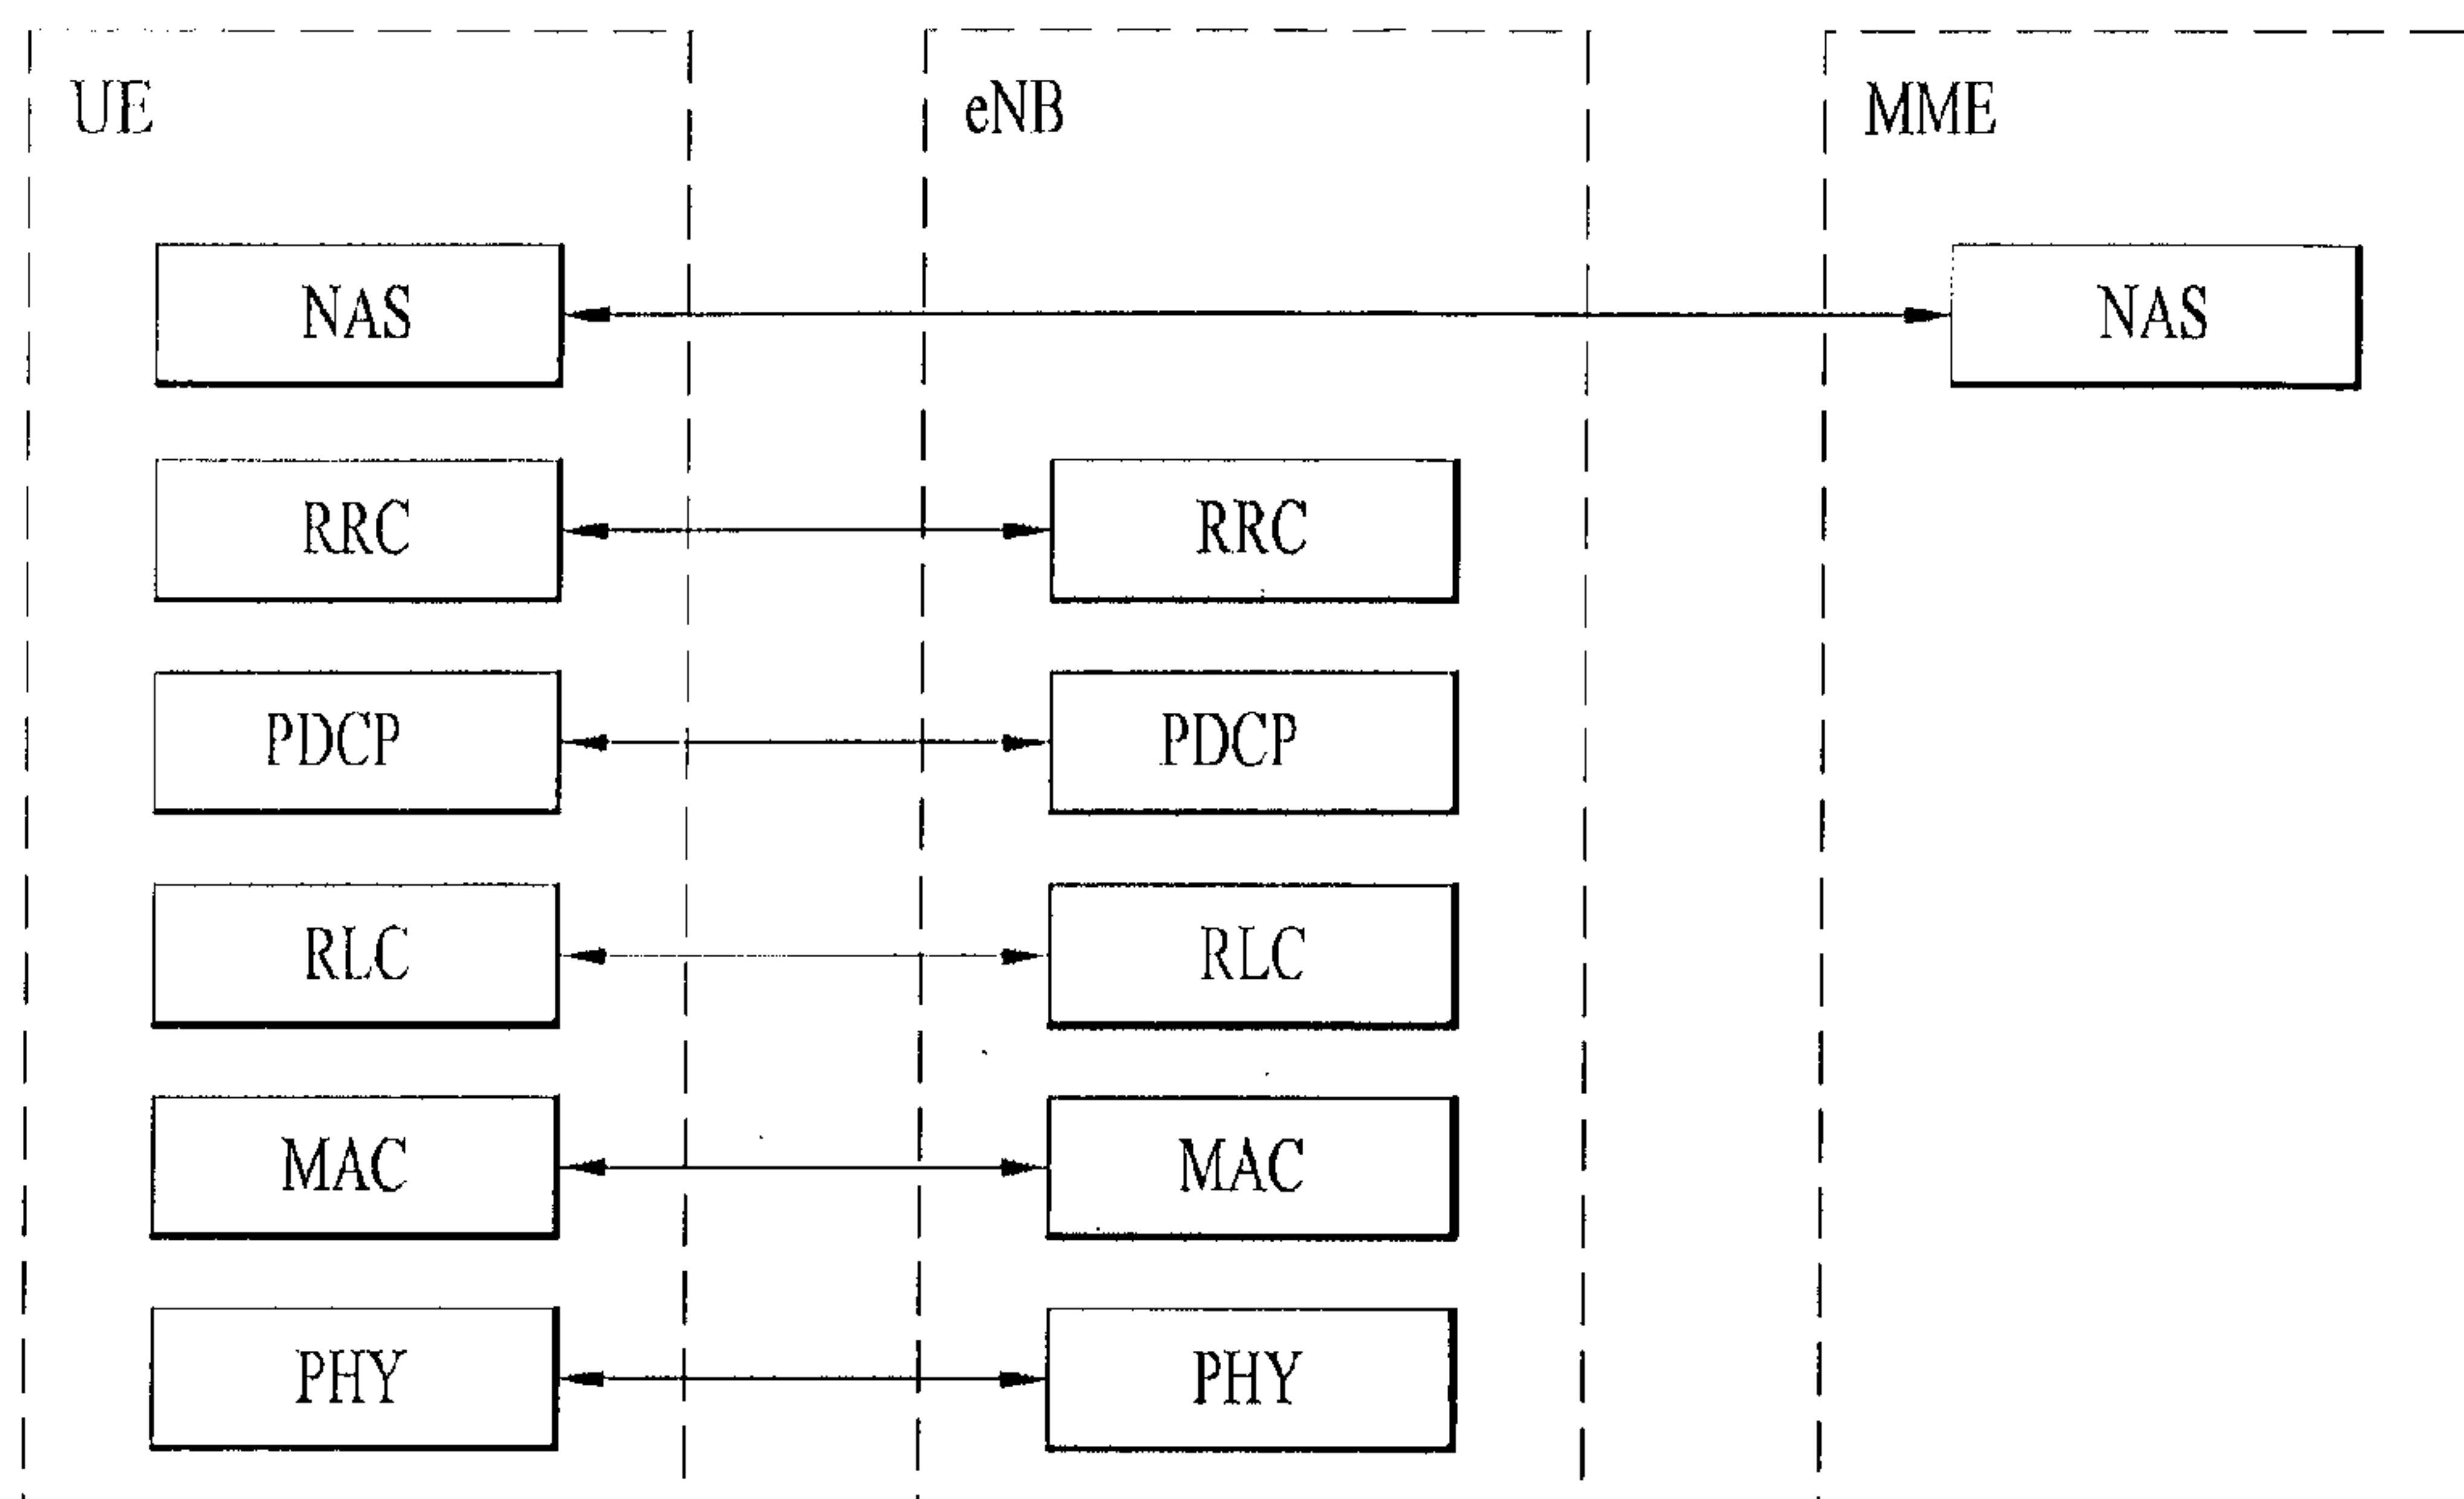 UE
eNB
MME
NAS
NAS
RRC
RRC
PDCP
PDCP
RLC
RLC
MAC
MAC
PHY
PHY